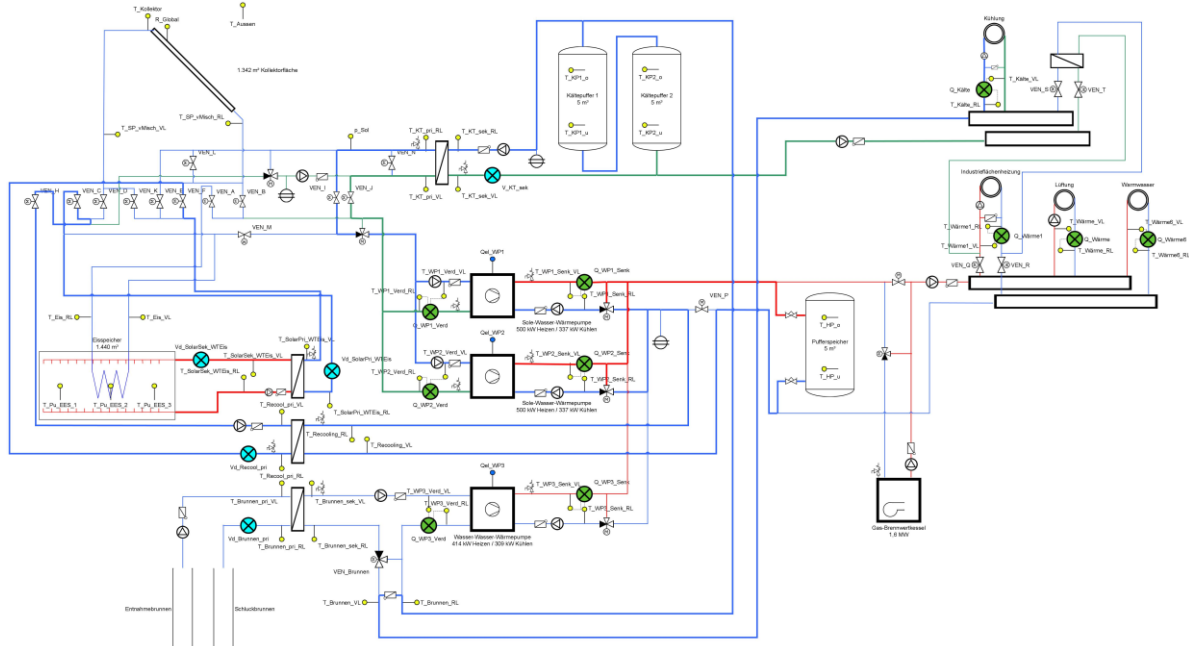 T_Kollektor
R_Global
T_Aussen
1.342 m² Kollektorfläche
T_SP_vMisch_RL
T_SP_vMisch_VL
VEN_L
VEN_H
VEN_C
VEN_D
VEN_K
VEN_E
VEN_F
VEN_A
VEN_B
VEN_M
p_Sol
VEN_N
VEN_I
VEN_J
T_KT_pri_RL
T_KT_sek_RL
T_KT_pri_VL
T_KT_sek_VL
V_KT_sek
T_KP1_o
Kältepuffer 1
5 m³
T_KP1_u
T_KP2_o
Kältepuffer 2
5 m³
T_KP2_u
Kühlung
T_Kälte_VL
Q_Kälte
T_Kälte_RL
VEN_S
VEN_T
Industrieflächenheizung
T_Wärme1_RL
Q_Wärme1
T_Wärme1_VL
VEN_Q
VEN_R
Lüftung
T_Wärme_VL
Q_Wärme
T_Wärme_RL
Warmwasser
Q_Wärme6
T_Wärme6_RL
Qel_WP1
T_WP1_Verd_VL
T_WP1_Verd_RL
Q_WP1_Verd
T_WP1_Senk_VL
Q_WP1_Senk
T_WP1_Senk_RL
Sole-Wasser-Wärmepumpe
500 kW Heizen / 337 kW Kühlen
VEN_P
Qel_WP2
T_WP2_Verd_VL
T_WP2_Verd_RL
Q_WP2_Verd
T_WP2_Senk_VL
Q_WP2_Senk
T_WP2_Senk_RL
Sole-Wasser-Wärmepumpe
500 kW Heizen / 337 kW Kühlen
T_HP_o
Pufferspeicher
5 m³
T_HP_u
T_Eis_RL
T_Eis_VL
Eisspeicher
1.440 m³
T_Pu_EES_1
T_Pu_EES_2
T_Pu_EES_3
Vd_SolarSek_WTEis
T_SolarSek_WTEis_VL
T_SolarSek_WTEis_RL
T_SolarPri_WTEis_VL
Vd_SolarPri_WTEis
T_SolarPri_WTEis_RL
T_Recool_pri_VL
T_Recooling_RL
T_Recooling_VL
Vd_Recool_pri
T_Recool_pri_RL
T_Brunnen_pri_VL
T_Brunnen_sek_VL
Vd_Brunnen_pri
T_Brunnen_pri_RL
T_Brunnen_sek_RL
Qel_WP3
T_WP3_Verd_VL
T_WP3_Verd_RL
Q_WP3_Verd
T_WP3_Senk_VL
Q_WP3_Senk
T_WP3_Senk_RL
Wasser-Wasser-Wärmepumpe
414 kW Heizen / 309 kW Kühlen
VEN_Brunnen
T_Brunnen_VL
T_Brunnen_RL
Entnahmebrunnen
Schluckbrunnen
Gas-Brennwertkessel
1,8 MW